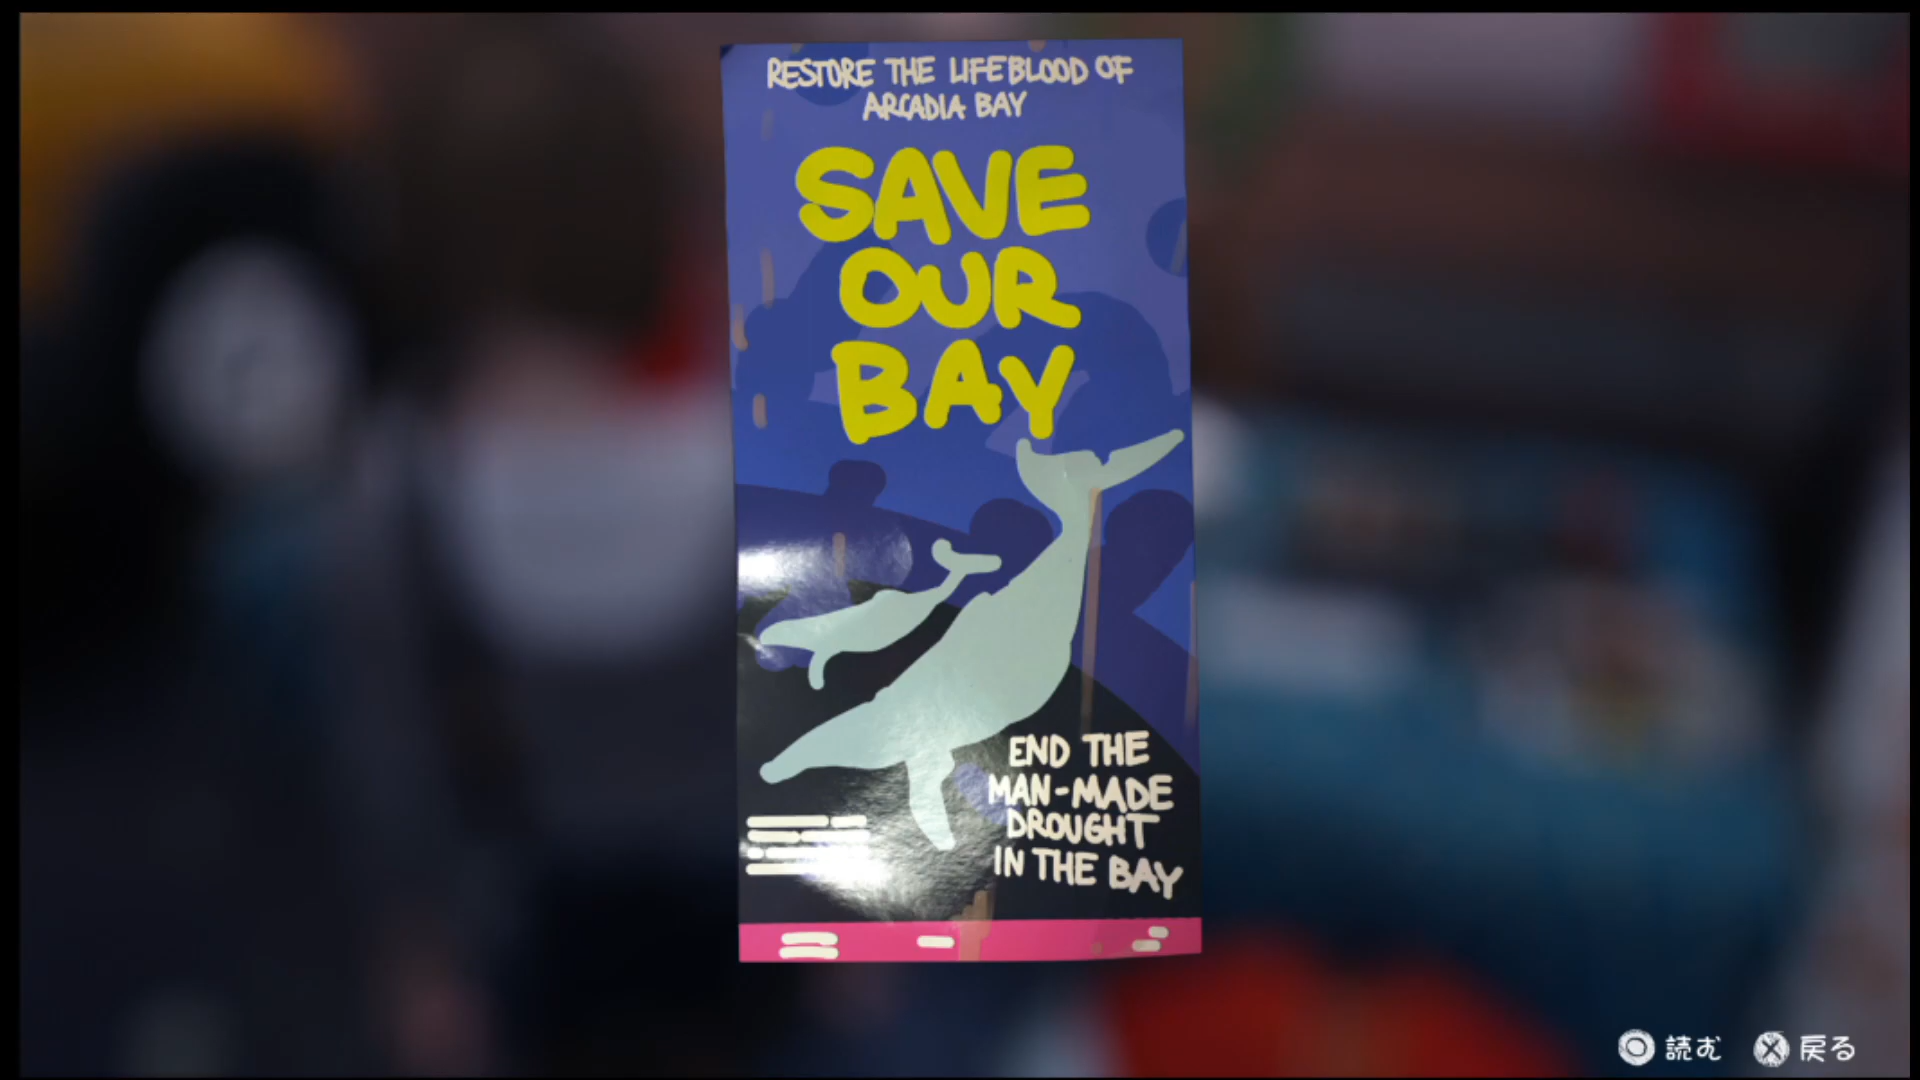 RESTORE THE LIFEBLOOD OF
ARCADIA BAY
SAVE
OUR
BAY
END THE
MAN-MADE
DROUGHT
IN THE BAY
読む 戻る